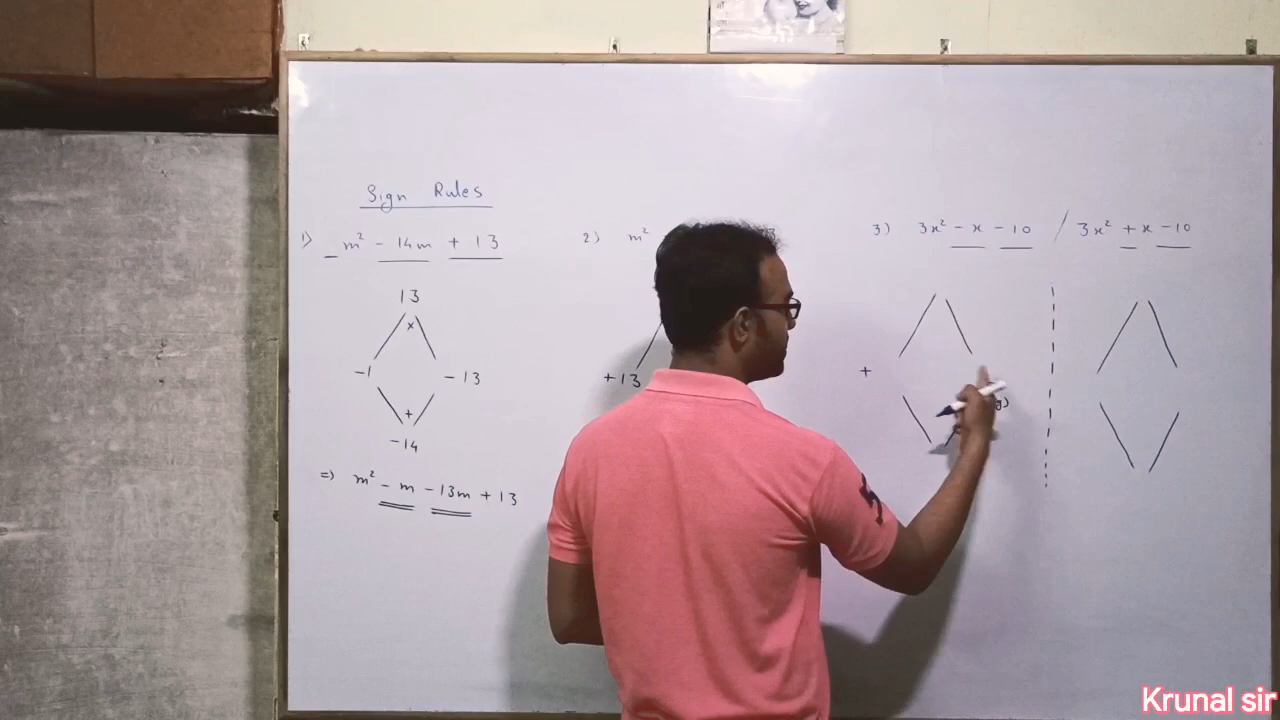 Sign Rules
1) m² - 14m + 13
13
×
-1 - 13
+
-14
=) m² - m - 13m + 13
2) m²
+13
3) 3x² - x - 10 / 3x² + x - 10
+
Krunal sir